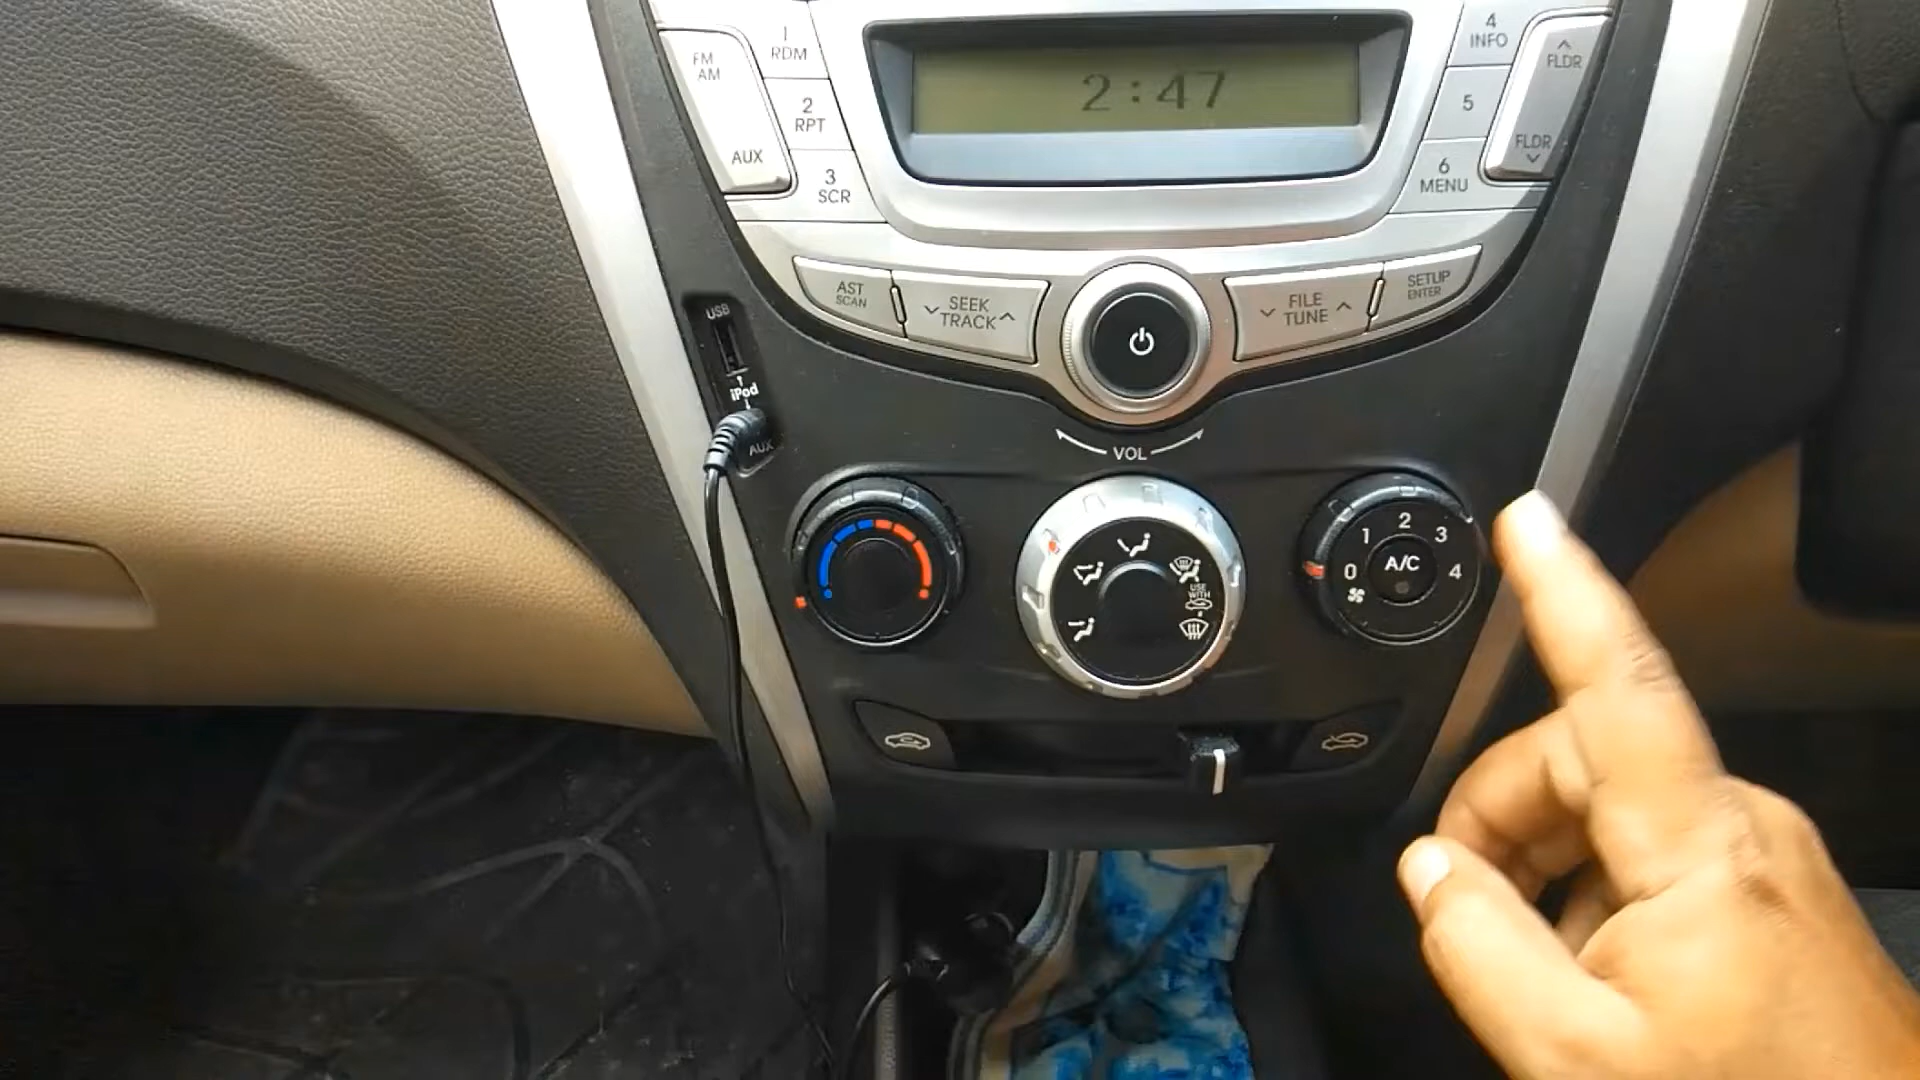 FM
AM
AUX
1
RDM
2
RPT
3
SCR
2:47
4
INFO
5
6
MENU
FLDR
FLDR
AST
SCAN
SEEK
TRACK
FILE
TUNE
SETUP
ENTER
USB
iPod
AUX
VOL
USE
WITH
0
1
2
3
4
A/C